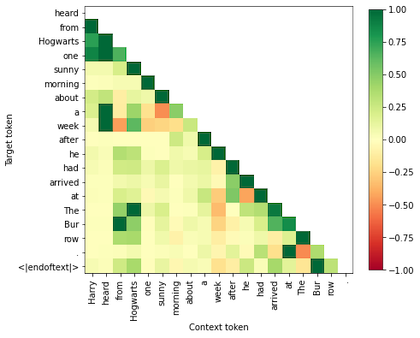 heard
from
Hogwarts
one
sunny
morning
about
a
week
after
he
had
arrived
at
The
Bur
row
.
<|endoftext|>
Target token
Harry heard from Hogwarts one sunny morning about a week after he had arrived at The Bur row .
Context token
1.00
0.75
0.50
0.25
0.00
−0.25
−0.50
−0.75
−1.00